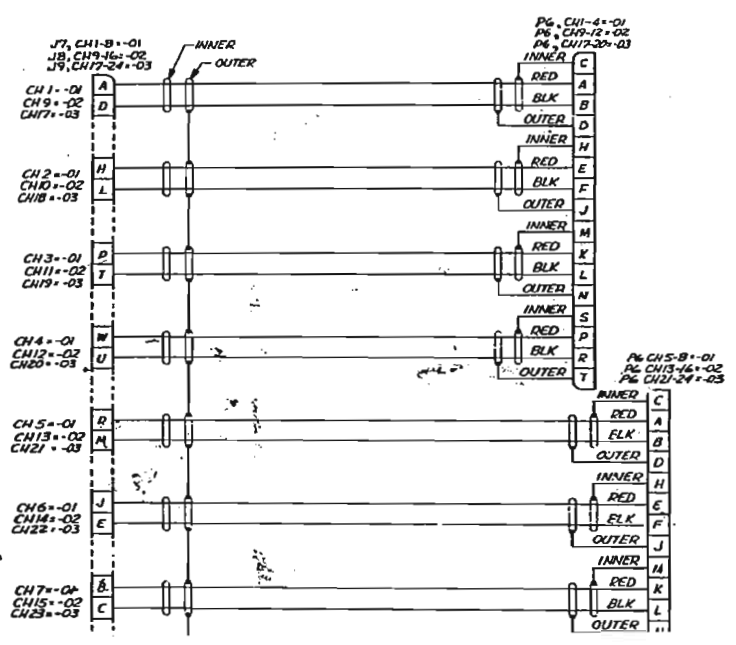 J7, CH1-8=-01
J8, CH9-16=-02
J9, CH17-24=-03
INNER
OUTER
P6, CH1-4=-01
P6, CH9-12=-02
P6, CH17-20=-03
CH1=-01
CH9=-02
CH17=-03
A
D
INNER C
RED A
BLK B
OUTER D
CH2=-01
CH10=-02
CH18=-03
H
L
INNER H
RED E
BLK F
OUTER J
CH3=-01
CH11=-02
CH19=-03
P
T
INNER M
RED K
BLK L
OUTER N
CH4=-01
CH12=-02
CH20=-03
W
U
INNER S
RED P
BLK R
OUTER T
P6 CH5-8=-01
P6 CH13-16=-02
P6 CH21-24=-03
CH5=-01
CH13=-02
CH21=-03
R
M
INNER C
RED A
BLK B
OUTER D
CH6=-01
CH14=-02
CH22=-03
J
E
INNER H
RED E
BLK F
OUTER J
CH7=-01
CH15=-02
CH23=-03
B
C
INNER M
RED K
BLK L
OUTER